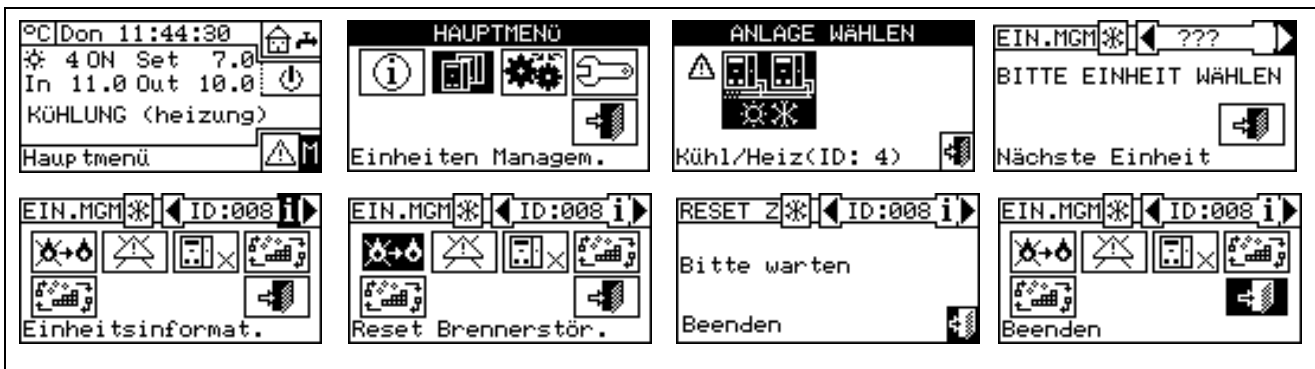 °C Don 11:44:30
4 ON Set 7.0
In 11.0 Out 10.0
KÜHLUNG (heizung)
Hauptmenü M
HAUPTMENÜ
Einheiten Managem.
ANLAGE WÄHLEN
Kühl/Heiz(ID: 4)
EIN.MGM ???
BITTE EINHEIT WÄHLEN
Nächste Einheit
EIN.MGM ID:008 i
Einheitsinformat.
EIN.MGM ID:008 i
Reset Brennerstör.
RESET Z ID:008 i
Bitte warten
Beenden
EIN.MGM ID:008 i
Beenden